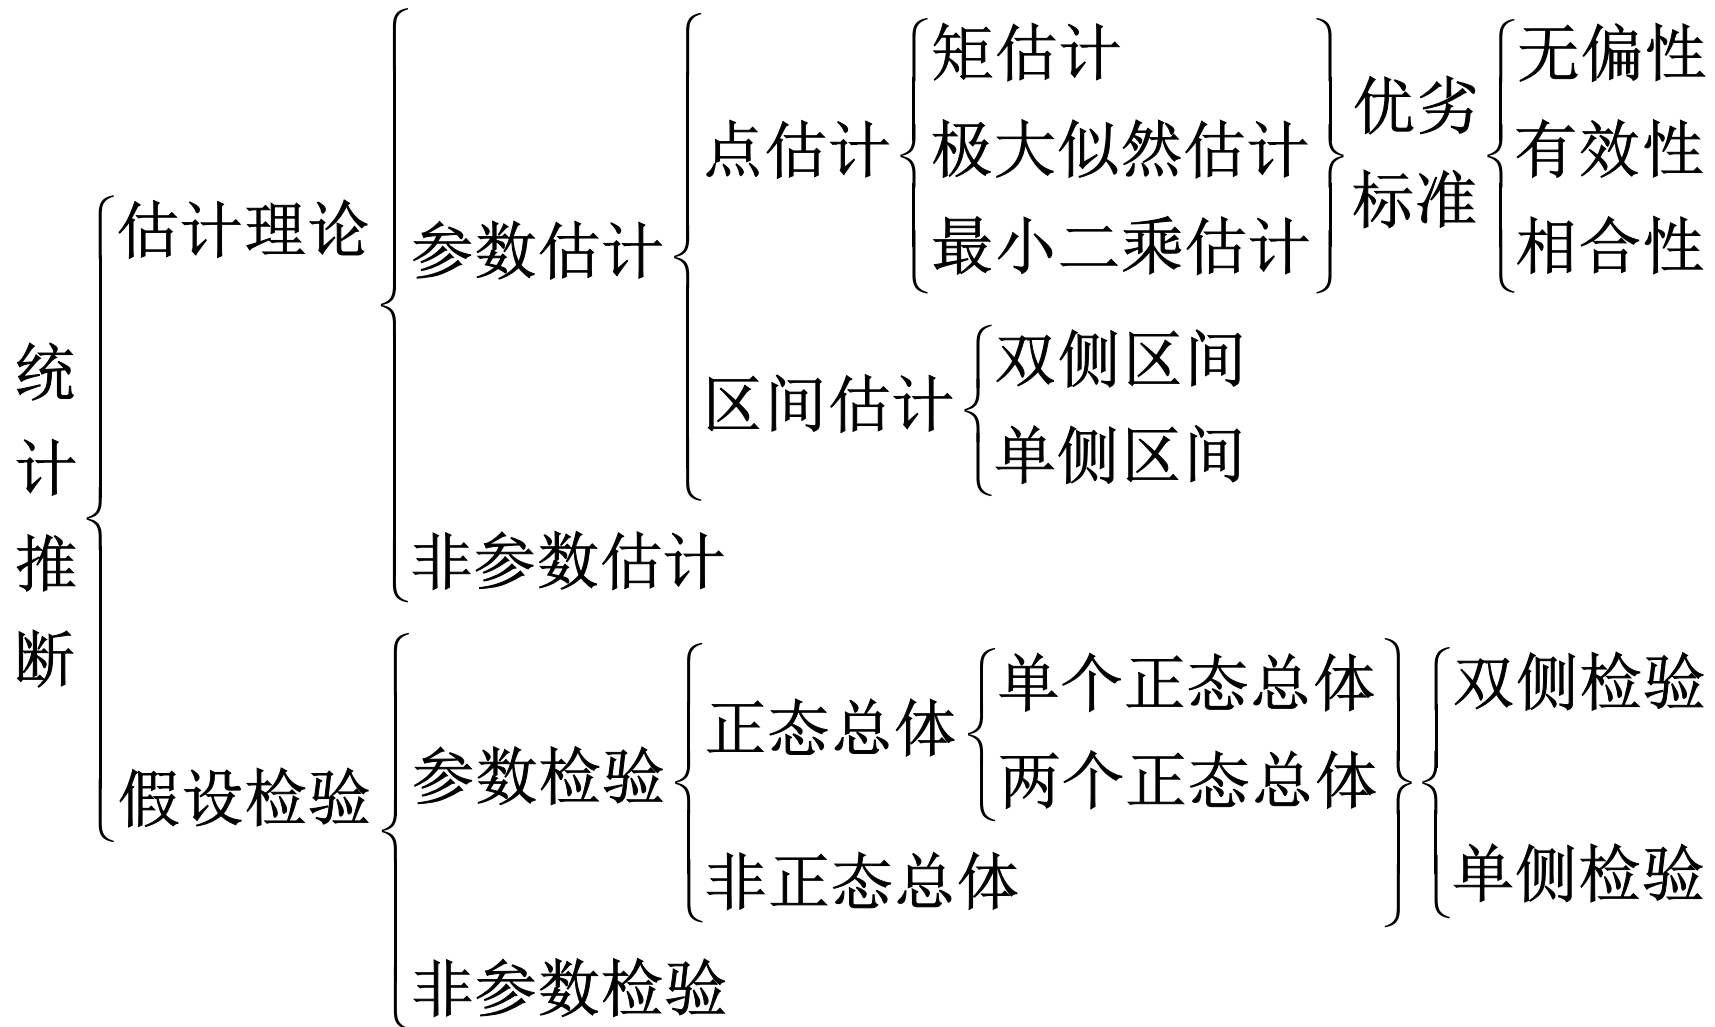 统计推断
估计理论
参数估计
点估计
矩估计
极大似然估计
最小二乘估计
优劣
标准
无偏性
有效性
相合性
区间估计
双侧区间
单侧区间
非参数估计
假设检验
参数检验
正态总体
单个正态总体
两个正态总体
非正态总体
双侧检验
单侧检验
非参数检验